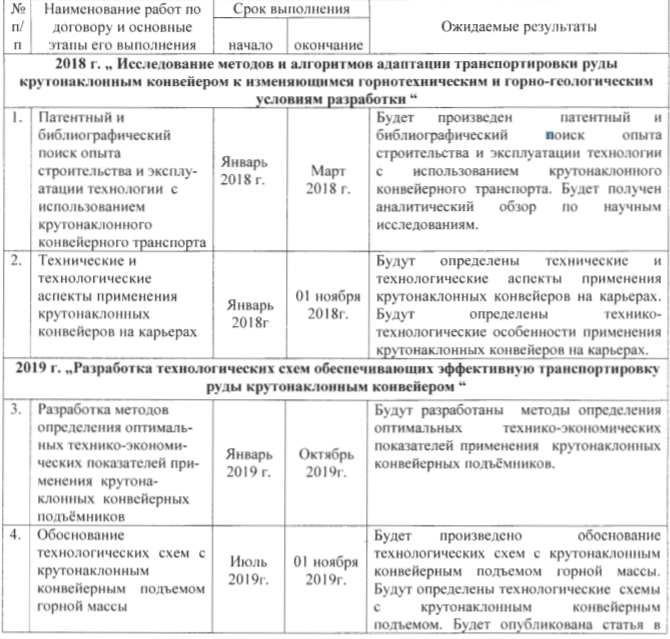 № п/п Наименование работ по договору и основные этапы его выполнения Срок выполнения Ожидаемые результаты
начало окончание
2018 г. „ Исследование методов и алгоритмов адаптации транспортировки руды
крутонаклонным конвейером к изменяющимся горнотехническим и горно-геологическим
условиям разработки “
1.
Патентный и
библиографический
поиск опыта
строительства и эксплу-
атации технологии с
использованием
крутонаклонного
конвейерного транспорта
Январь
2018 г.
Март
2018 г.
Будет произведен патентный и
библиографический поиск опыта
строительства и эксплуатации технологии
с использованием крутонаклонного
конвейерного транспорта. Будет получен
аналитический обзор по научным
исследованиям.
2.
Технические и
технологические
аспекты применения
крутонаклонных
конвейеров на карьерах
Январь
2018г
01 ноября
2018г.
Будут определены технические и
технологические аспекты применения
крутонаклонных конвейеров на карьерах.
Будут определены технико-
технологические особенности применения
крутонаклонных конвейеров на карьерах.
2019 г. „Разработка технологических схем обеспечивающих эффективную транспортировку
руды крутонаклонным конвейером “
3.
Разработка методов
определения оптималь-
ных технико-экономи-
ческих показателей при-
менения крутона-
клонных конвейерных
подъёмников
Январь
2019 г.
Октябрь
2019г.
Будут разработаны методы определения
оптимальных технико-экономических
показателей применения крутонаклонных
конвейерных подъёмников.
4.
Обоснование
технологических схем с
крутонаклонным
конвейерным подъемом
горной массы
Июль
2019г.
01 ноября
2019г.
Будет произведено обоснование
технологических схем с крутонаклонным
конвейерным подъемом горной массы.
Будут определены технологические схемы
с крутонаклонным конвейерным
подъемом. Будет опубликована статья в